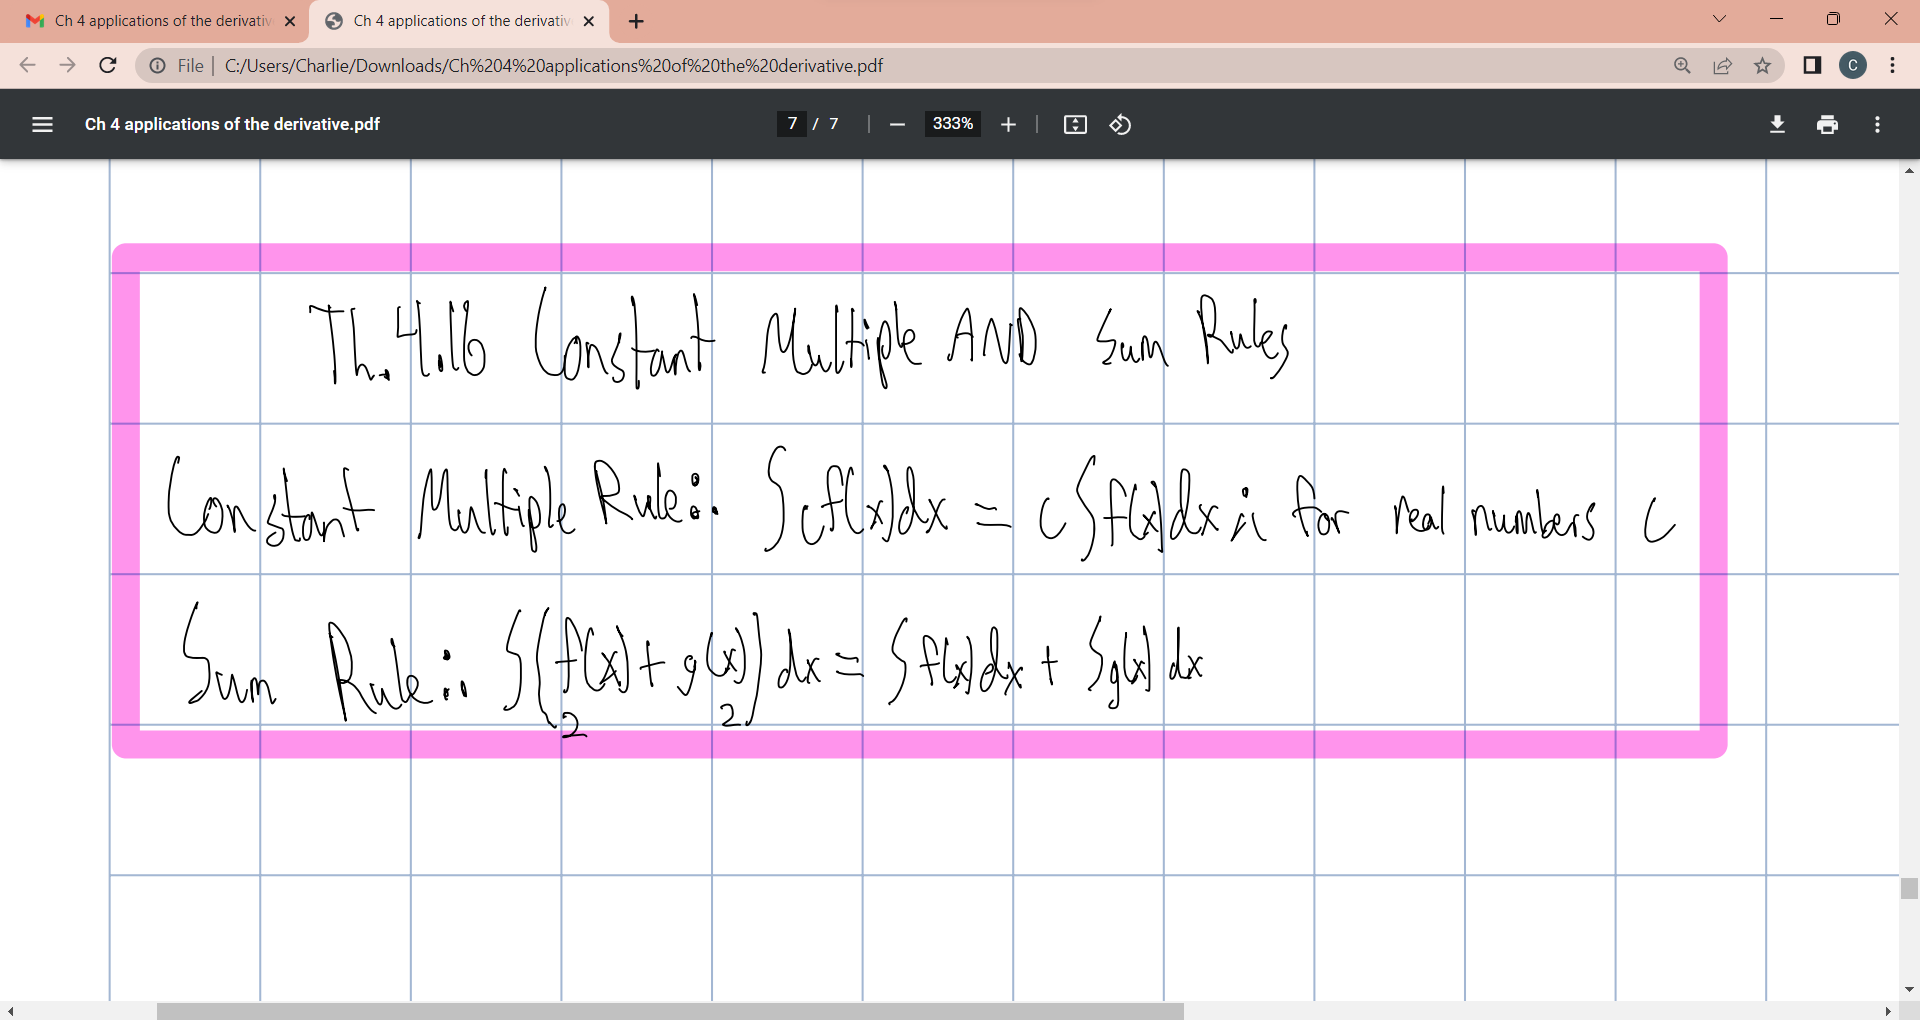 Ch 4 applications of the derivativ
Ch 4 applications of the derivativ
File | C:/Users/Charlie/Downloads/Ch%204%20applications%20of%20the%20derivative.pdf
C
Ch 4 applications of the derivative.pdf
7 / 7
333%
Th. 4.16 Constant Multiple AND Sum Rules
Constant Multiple Rule:. ∫cf(x)dx = c∫f(x)dx ; for real numbers c
Sum Rule:. ∫(f(x)+g(x))dx = ∫f(x)dx + ∫g(x)dx
2 2